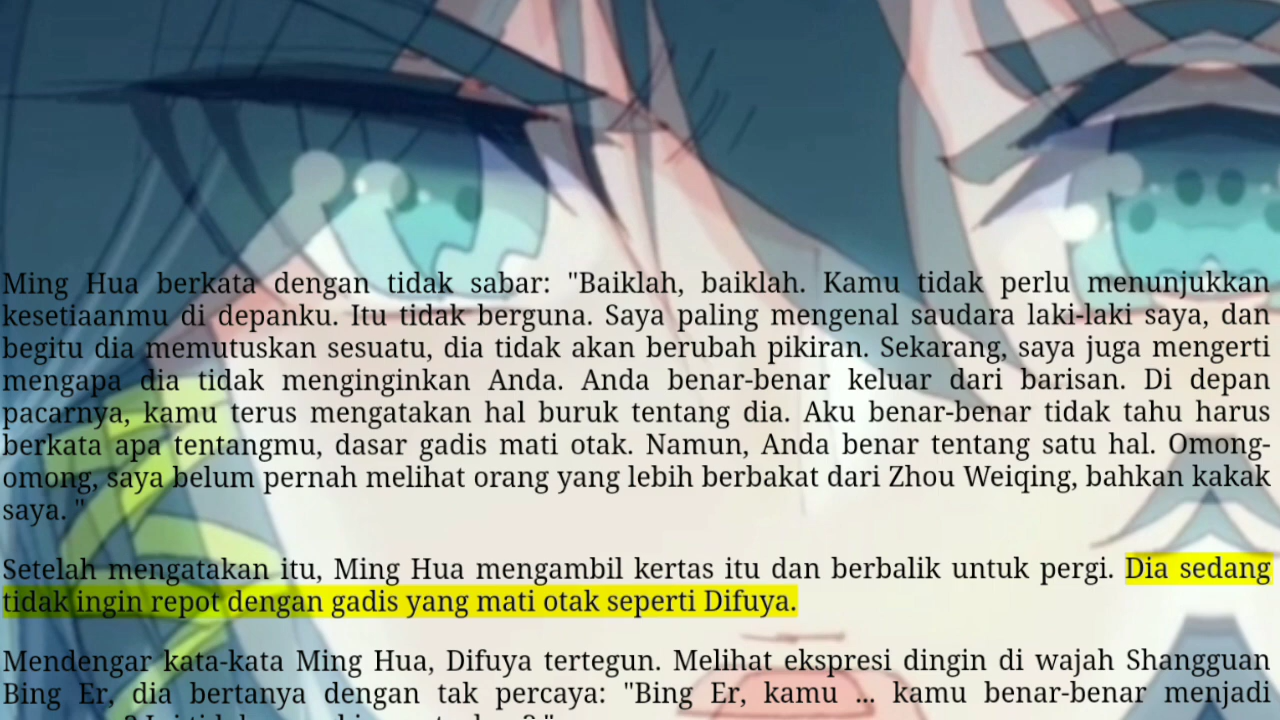 Ming Hua berkata dengan tidak sabar: "Baiklah, baiklah. Kamu tidak perlu menunjukkan
kesetiaanmu di depanku. Itu tidak berguna. Saya paling mengenal saudara laki-laki saya, dan
begitu dia memutuskan sesuatu, dia tidak akan berubah pikiran. Sekarang, saya juga mengerti
mengapa dia tidak menginginkan Anda. Anda benar-benar keluar dari barisan. Di depan
pacarnya, kamu terus mengatakan hal buruk tentang dia. Aku benar-benar tidak tahu harus
berkata apa tentangmu, dasar gadis mati otak. Namun, Anda benar tentang satu hal. Omong-
omong, saya belum pernah melihat orang yang lebih berbakat dari Zhou Weiqing, bahkan kakak
saya. "
Setelah mengatakan itu, Ming Hua mengambil kertas itu dan berbalik untuk pergi. Dia sedang
tidak ingin repot dengan gadis yang mati otak seperti Difuya.
Mendengar kata-kata Ming Hua, Difuya tertegun. Melihat ekspresi dingin di wajah Shangguan
Bing Er, dia bertanya dengan tak percaya: "Bing Er, kamu ... kamu benar-benar menjadi